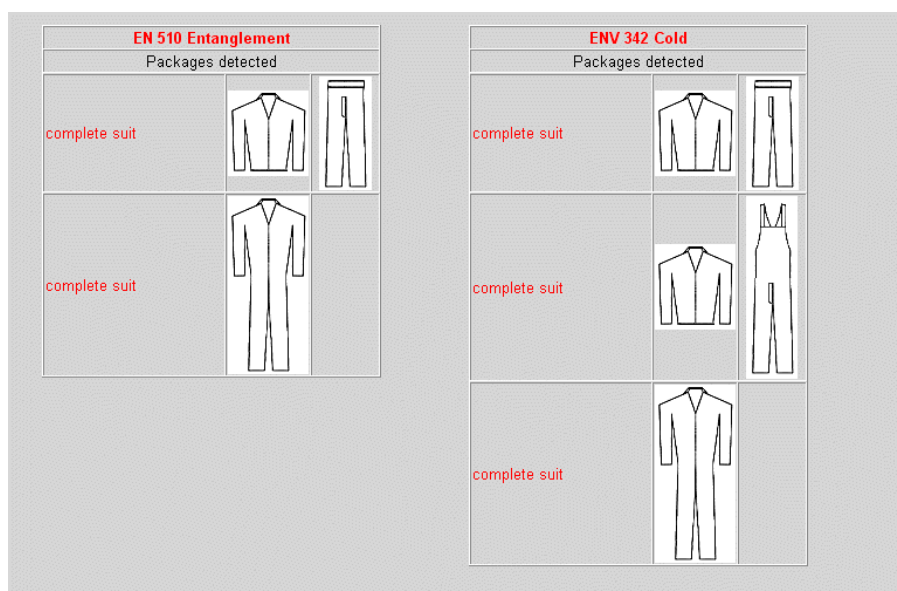 EN 510 Entanglement
Packages detected
complete suit
complete suit
ENV 342 Cold
Packages detected
complete suit
complete suit
complete suit